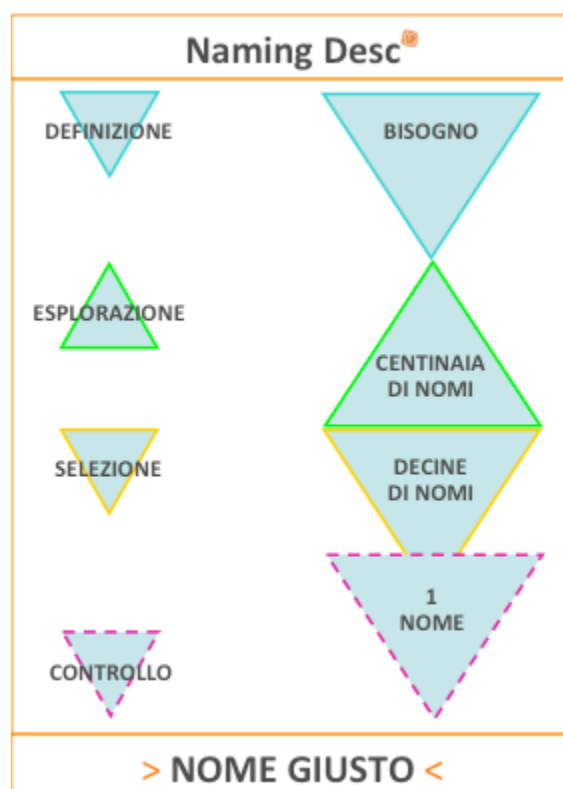 Naming Desc
DEFINIZIONE
BISOGNO
ESPLORAZIONE
CENTINAIA
DI NOMI
SELEZIONE
DECINE
DI NOMI
1
NOME
CONTROLLO
> NOME GIUSTO <